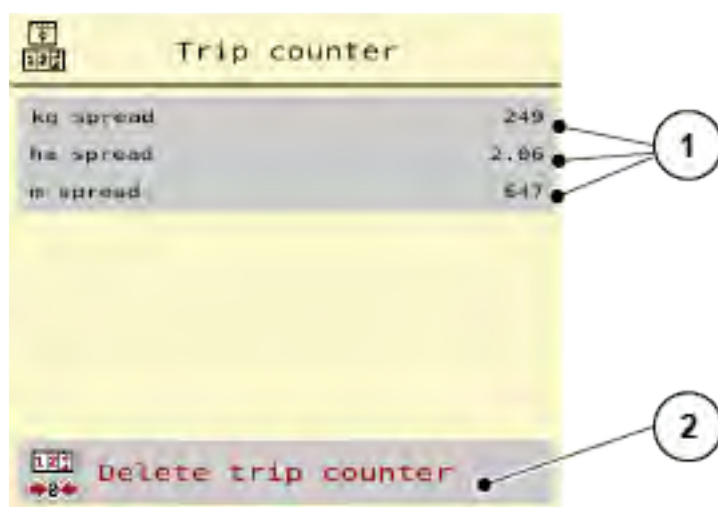 Trip counter
kg spread 249
ha spread 2.06
m spread 647
1
Delete trip counter
2